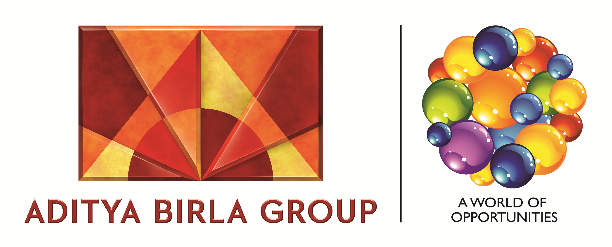 ADITYA BIRLA GROUP
A WORLD OF
OPPORTUNITIES